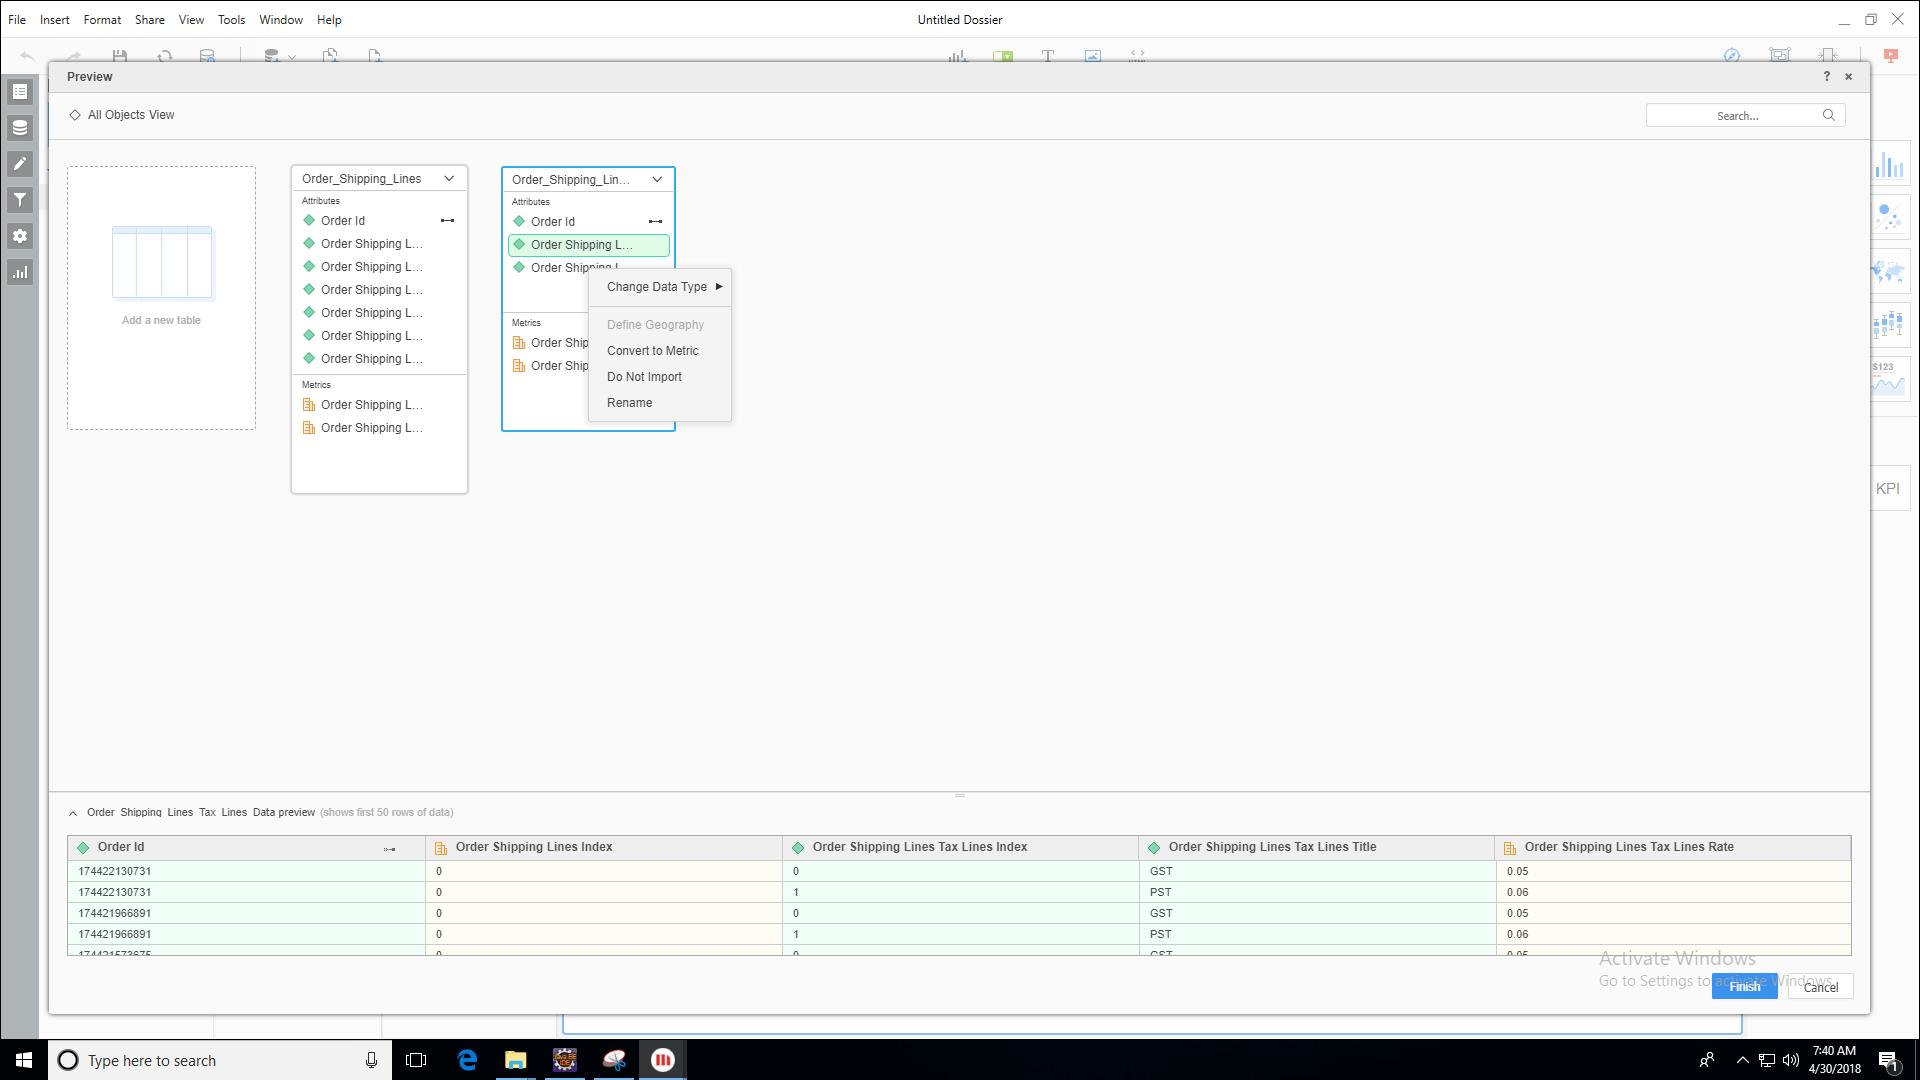 File Insert Format Share View Tools Window Help
Untitled Dossier
Preview
?
All Objects View
Search...
Add a new table
Order_Shipping_Lines
Attributes
Order Id
Order Shipping L...
Order Shipping L...
Order Shipping L...
Order Shipping L...
Order Shipping L...
Order Shipping L...
Metrics
Order Shipping L...
Order Shipping L...
Order_Shipping_Lin...
Attributes
Order Id
Order Shipping L...
Order Shipping L
Metrics
Order Ship
Order Ship
Change Data Type
Define Geography
Convert to Metric
Do Not Import
Rename
$123
KPI
Order Shipping Lines Tax Lines Data preview (shows first 50 rows of data)
Order Id Order Shipping Lines Index Order Shipping Lines Tax Lines Index Order Shipping Lines Tax Lines Title Order Shipping Lines Tax Lines Rate
174422130731 0 0 GST 0.05
174422130731 0 1 PST 0.06
174421966891 0 0 GST 0.05
174421966891 0 1 PST 0.06
174421573675 0 0 GST 0.05
Activate Windows
Go to Settings to activate Windows.
Finish
Cancel
Type here to search
7:40 AM
4/30/2018
1